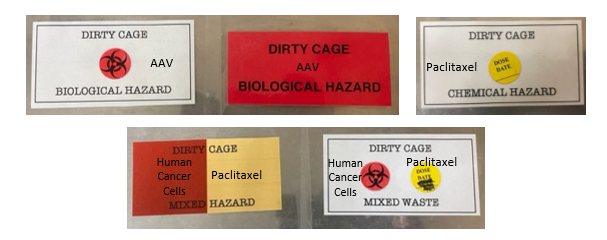 DIRTY CAGE
AAV
BIOLOGICAL HAZARD
DIRTY CAGE
AAV
BIOLOGICAL HAZARD
DIRTY CAGE
Paclitaxel
DOSE
DATE
CHEMICAL HAZARD
DIRTY CAGE
Human
Cancer
Cells
Paclitaxel
MIXED HAZARD
DIRTY CAGE
Human
Cancer
Cells
Paclitaxel
DOSE
DATE
MIXED WASTE